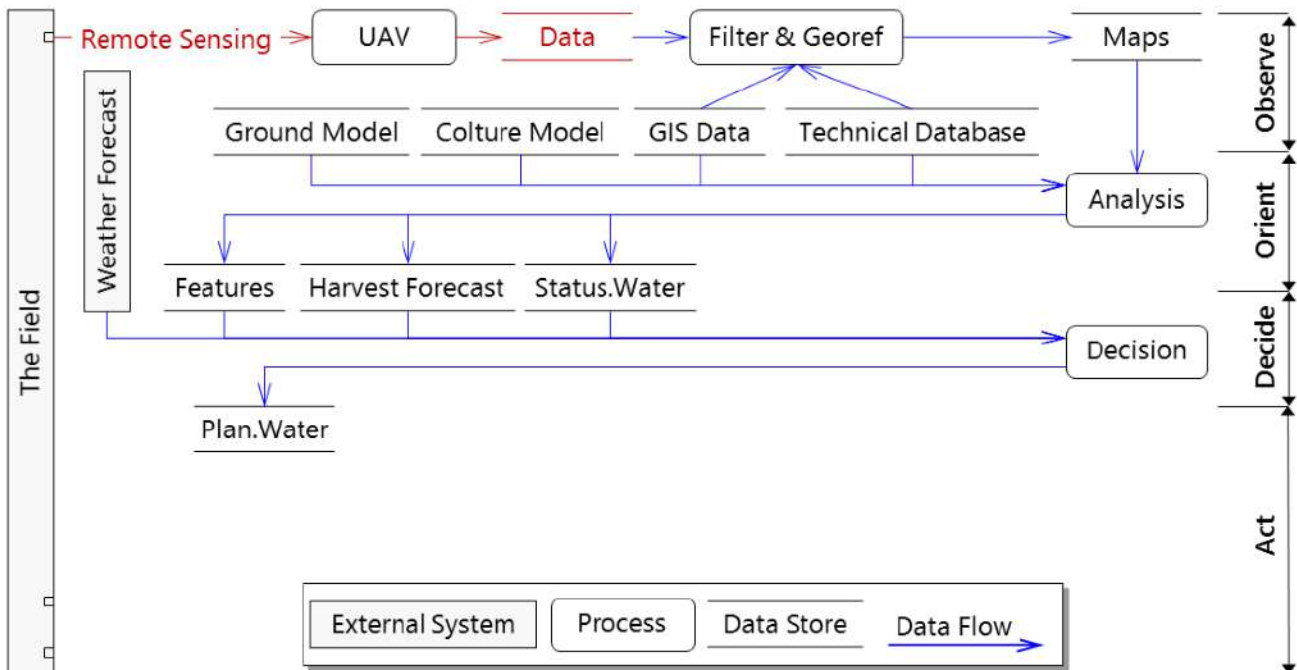 Remote Sensing
UAV
Data
Filter & Georef
Maps
Observe
Weather Forecast
Ground Model
Colture Model
GIS Data
Technical Database
Analysis
Orient
The Field
Features
Harvest Forecast
Status.Water
Decision
Decide
Plan.Water
Act
External System
Process
Data Store
Data Flow